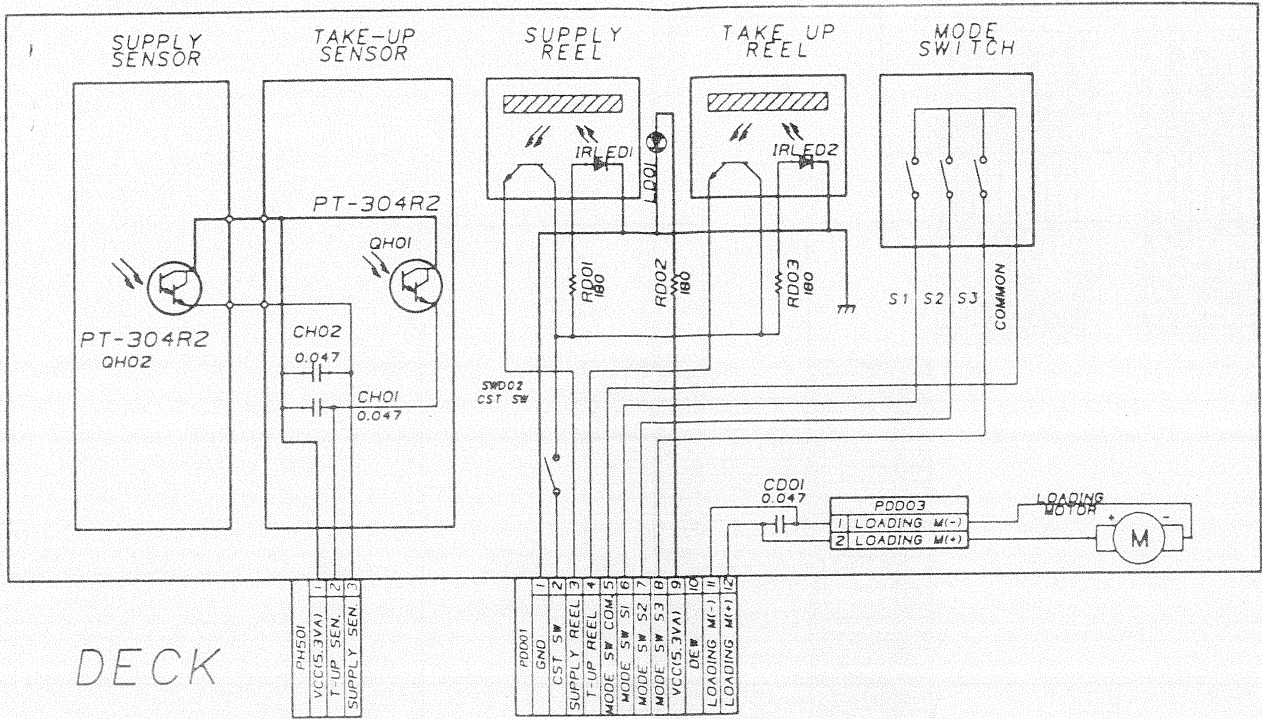 SUPPLY
SENSOR
TAKE-UP
SENSOR
SUPPLY
REEL
TAKE UP
REEL
MODE
SWITCH
IRLED1
LD01
IRLED2
PT-304R2
QH01
PT-304R2
QH02
CH02
0.047
CH01
0.047
RD01
180
RD02
180
RD03
180
S1
S2
S3
COMMON
SWD02
CST SW
CD01
0.047
PDD03
1 LOADING M(-)
2 LOADING M(+)
LOADING
MOTOR
+
-
M
PH501
VCC(5.3VA) 1
T-UP SEN. 2
SUPPLY SEN. 3
PDD01
GND 1
CST SW 2
SUPPLY REEL 3
T-UP REEL 4
MODE SW COM. 5
MODE SW S1 6
MODE SW S2 7
MODE SW S3 8
VCC(5.3VA) 9
DEW 10
LOADING M(-) 11
LOADING M(+) 12
DECK